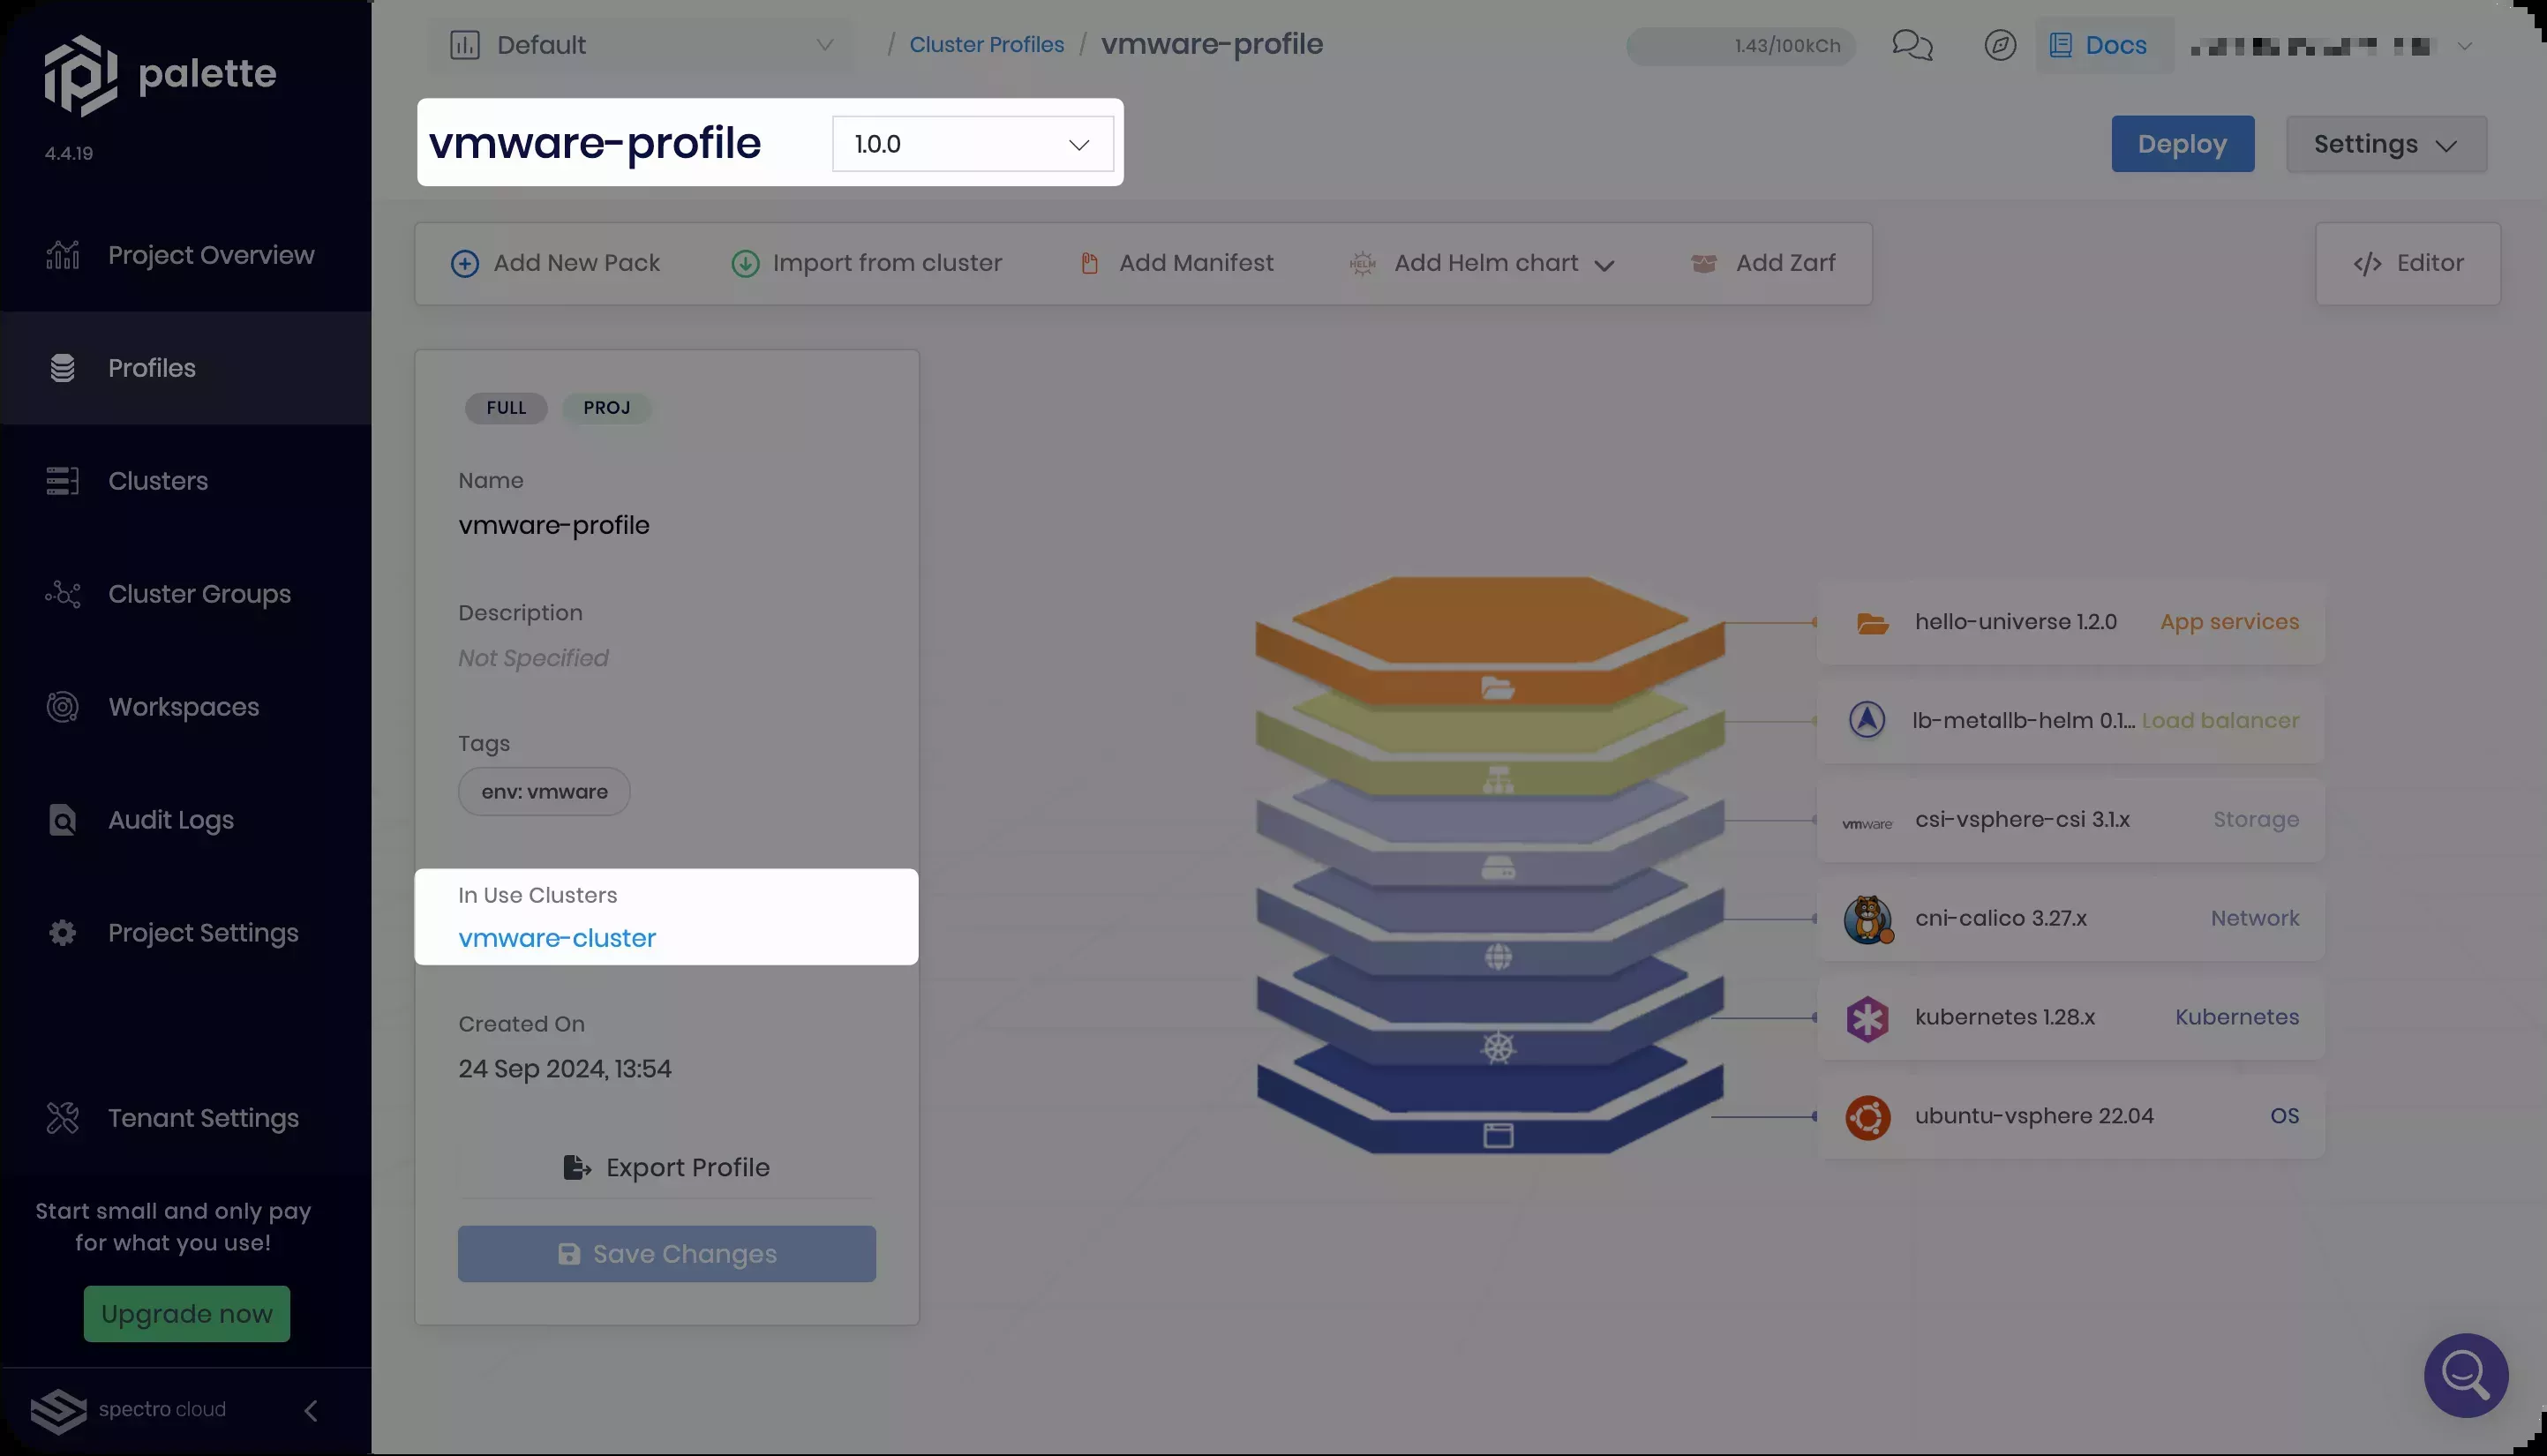 palette
4.4.19
Project Overview
Profiles
Clusters
Cluster Groups
Workspaces
Audit Logs
Project Settings
Tenant Settings
Start small and only pay
for what you use!
Upgrade now
spectro cloud
Default
/ Cluster Profiles / vmware-profile
1.43/100kCh
Docs
vmware-profile
1.0.0
Deploy
Settings
Add New Pack
Import from cluster
Add Manifest
HELM Add Helm chart
Add Zarf
</> Editor
FULL PROJ
Name
vmware-profile
Description
Not Specified
Tags
env: vmware
In Use Clusters
vmware-cluster
Created On
24 Sep 2024, 13:54
Export Profile
Save Changes
hello-universe 1.2.0 App services
lb-metallb-helm 0.1... Load balancer
vmware csi-vsphere-csi 3.1.x Storage
cni-calico 3.27.x Network
kubernetes 1.28.x Kubernetes
ubuntu-vsphere 22.04 OS